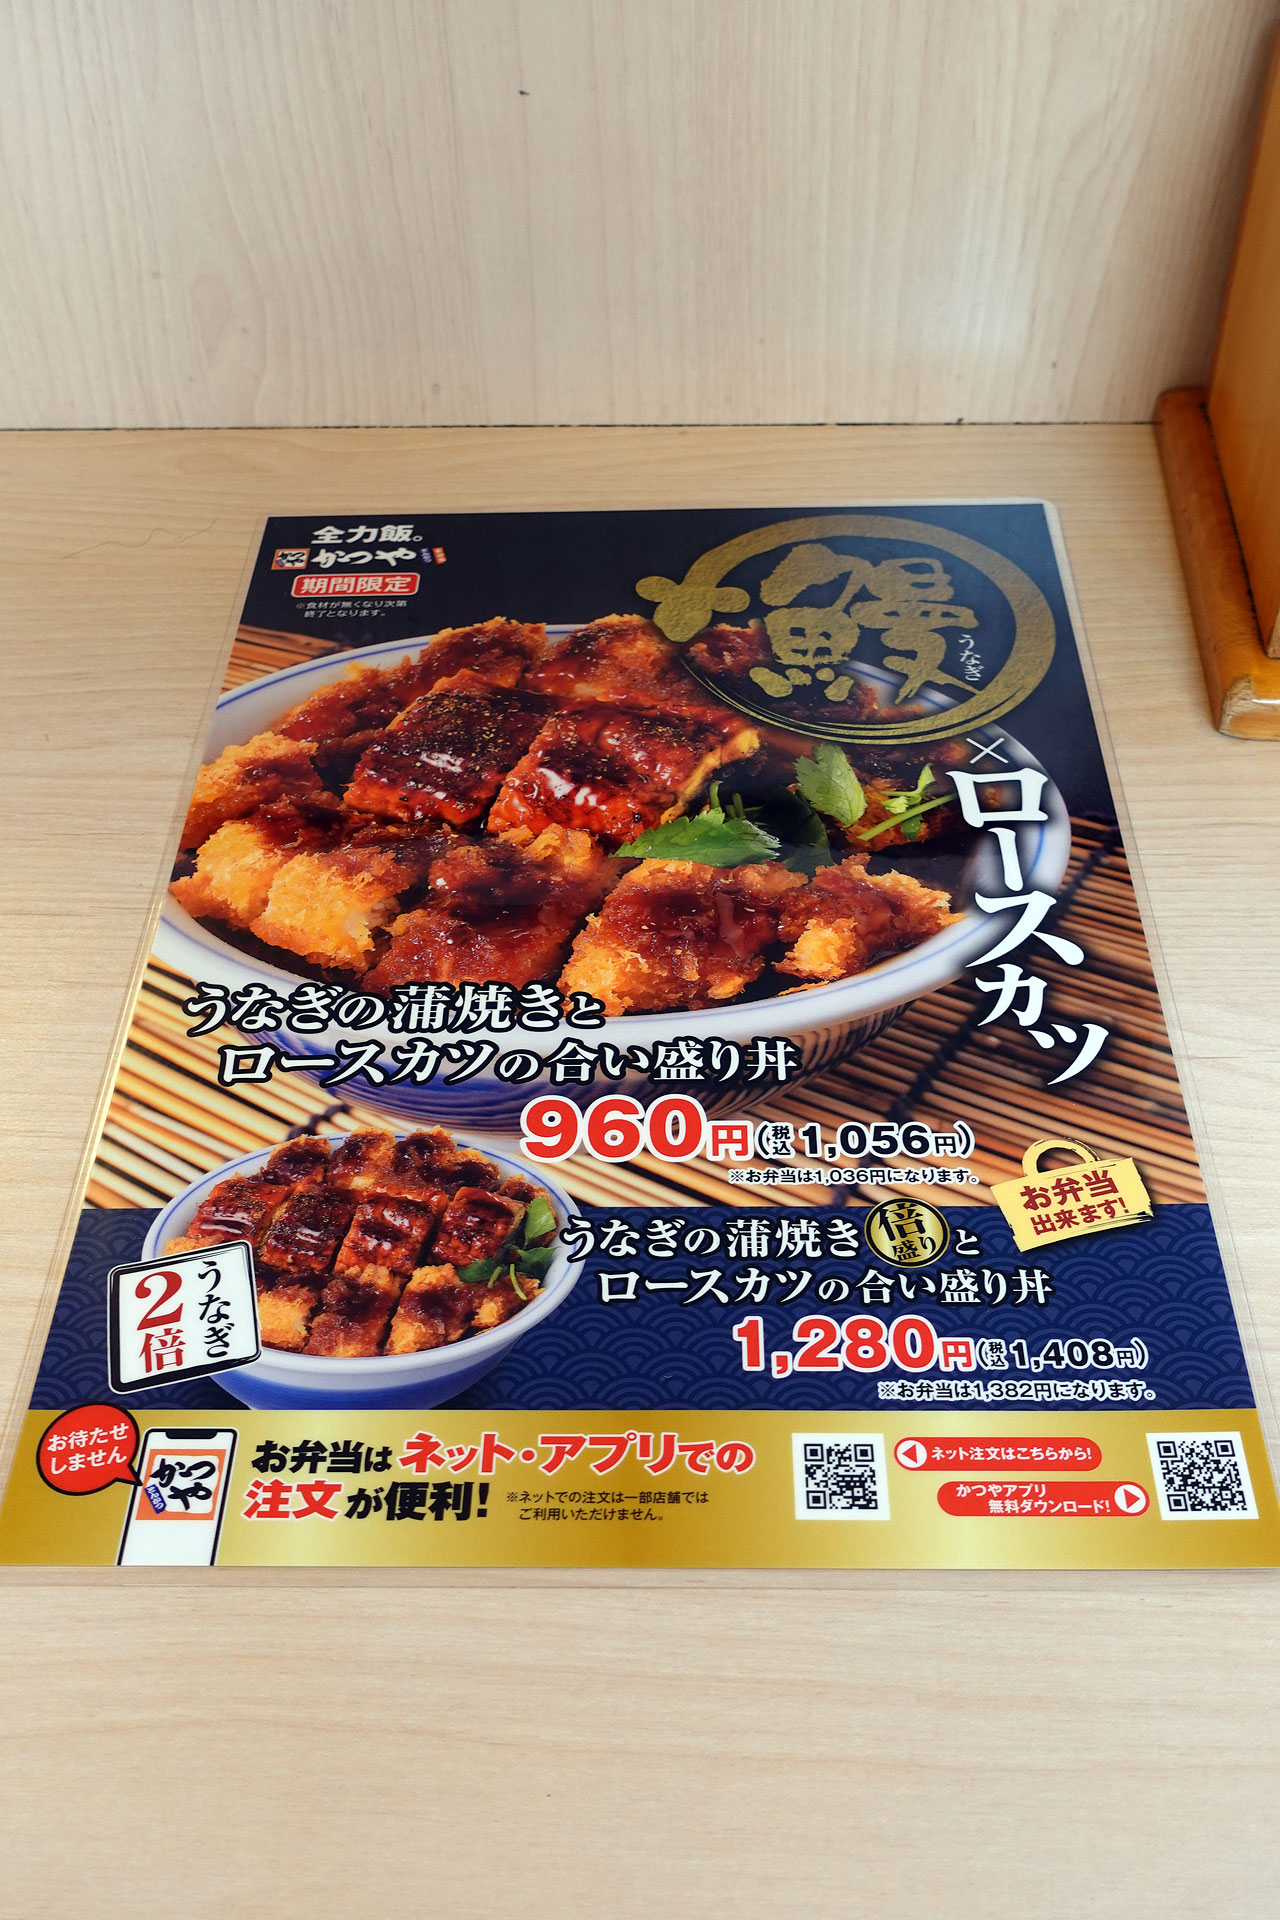 全力飯。
かつや
期間限定
※食材が無くなり次第
終了となります。
鰻
うなぎ
×
ロースカツ
うなぎの蒲焼きと
ロースカツの合い盛り丼
960円(税込1,056円)
※お弁当は1,036円になります。
お弁当
出来ます!
うなぎの蒲焼き倍盛りと
ロースカツの合い盛り丼
うなぎ
2倍
1,280円(税込1,408円)
※お弁当は1,382円になります。
お待たせ
しません
かつや
お弁当はネット・アプリでの
注文が便利!
※ネットでの注文は一部店舗では
ご利用いただけません。
ネット注文はこちらから!
かつやアプリ
無料ダウンロード!